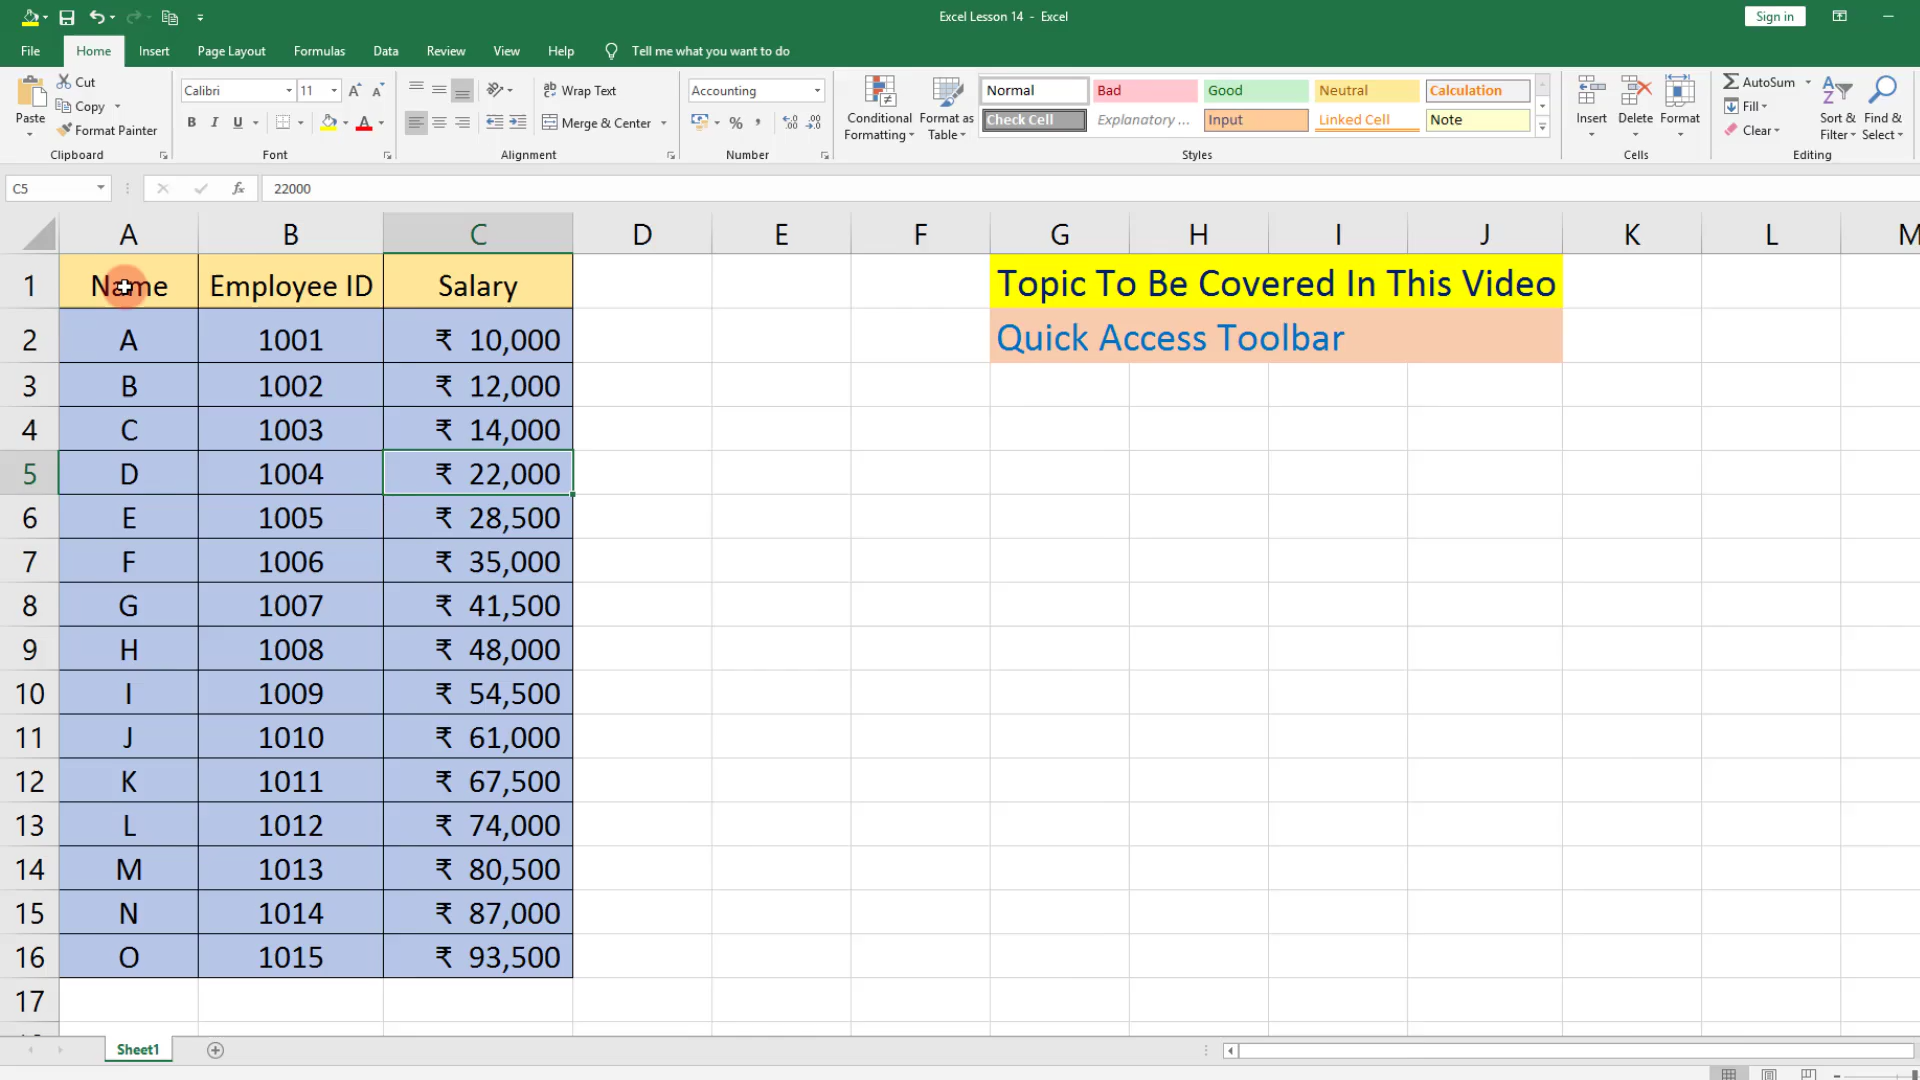 Excel Lesson 14 - Excel
Sign in
File Home Insert Page Layout Formulas Data Review View Help Tell me what you want to do
Paste
Cut
Copy
Format Painter
Clipboard
Calibri 11
B I U
Font
Wrap Text
Merge & Center
Alignment
Accounting
Number
Conditional Formatting
Format as Table
Normal Bad Good Neutral Calculation
Check Cell Explanatory ... Input Linked Cell Note
Styles
Insert Delete Format
Cells
AutoSum
Fill
Clear
Sort & Filter
Find & Select
Editing
C5 fx 22000
A B C D E F G H I J K L M
1 Name Employee ID Salary Topic To Be Covered In This Video
2 A 1001 ₹ 10,000 Quick Access Toolbar
3 B 1002 ₹ 12,000
4 C 1003 ₹ 14,000
5 D 1004 ₹ 22,000
6 E 1005 ₹ 28,500
7 F 1006 ₹ 35,000
8 G 1007 ₹ 41,500
9 H 1008 ₹ 48,000
10 I 1009 ₹ 54,500
11 J 1010 ₹ 61,000
12 K 1011 ₹ 67,500
13 L 1012 ₹ 74,000
14 M 1013 ₹ 80,500
15 N 1014 ₹ 87,000
16 O 1015 ₹ 93,500
17
Sheet1